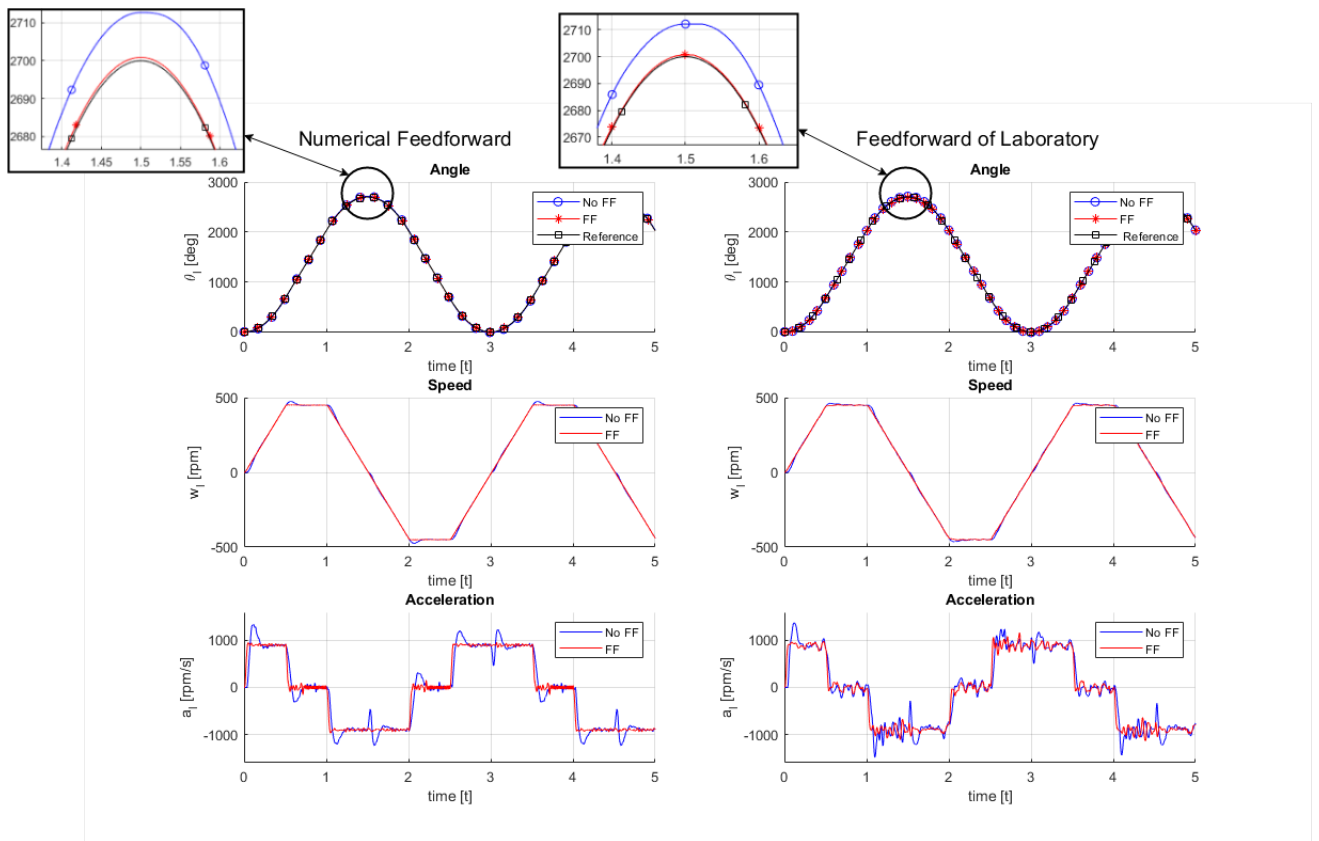 2710
2700
2690
2680
1.4 1.45 1.5 1.55 1.6
2710
2700
2690
2680
2670
1.4 1.5 1.6
Numerical Feedforward
Feedforward of Laboratory
Angle
3000
2000
1000
0
θl [deg]
No FF
FF
Reference
0 1 2 3 4 5
time [t]
Angle
3000
2000
1000
0
θl [deg]
No FF
FF
Reference
0 1 2 3 4 5
time [t]
Speed
500
0
-500
wl [rpm]
No FF
FF
0 1 2 3 4 5
time [t]
Speed
500
0
-500
wl [rpm]
No FF
FF
0 1 2 3 4 5
time [t]
Acceleration
1000
0
-1000
al [rpm/s]
No FF
FF
0 1 2 3 4 5
time [t]
Acceleration
1000
0
-1000
al [rpm/s]
No FF
FF
0 1 2 3 4 5
time [t]